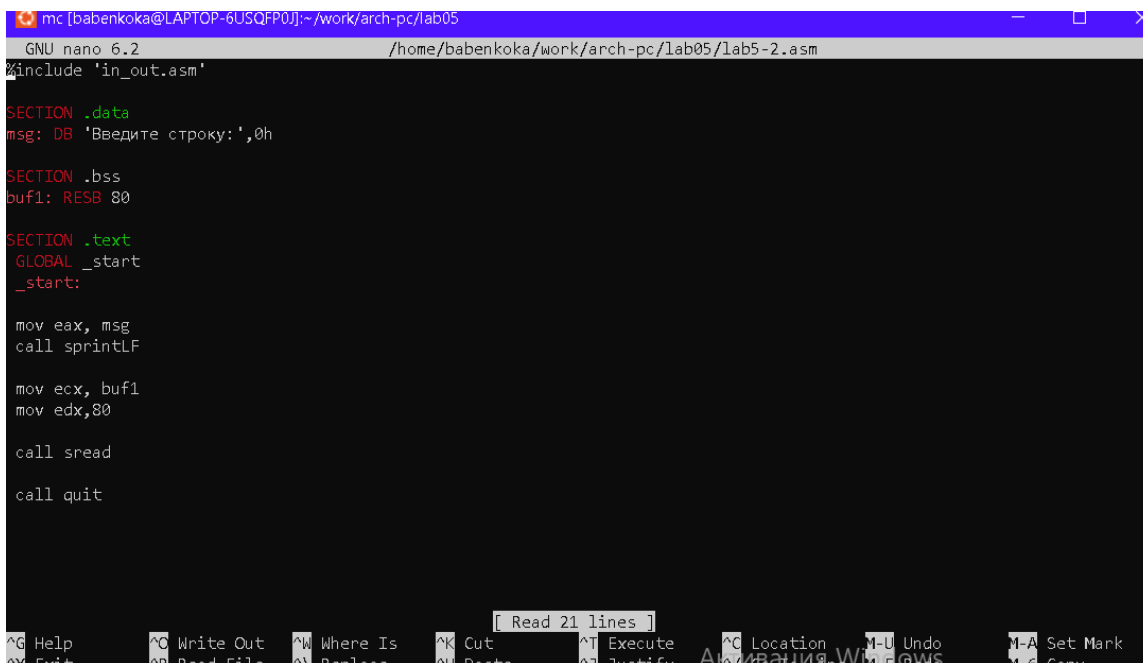 mc [babenkoka@LAPTOP-6USQFP0J]:~/work/arch-pc/lab05
GNU nano 6.2 /home/babenkoka/work/arch-pc/lab05/lab5-2.asm
%include 'in_out.asm'
SECTION .data
msg: DB 'Введите строку:',0h
SECTION .bss
buf1: RESB 80
SECTION .text
GLOBAL _start
_start:
mov eax, msg
call sprintLF
mov ecx, buf1
mov edx,80
call sread
call quit
[ Read 21 lines ]
^G Help ^O Write Out ^W Where Is ^K Cut ^T Execute ^C Location M-U Undo M-A Set Mark
Активация Windows